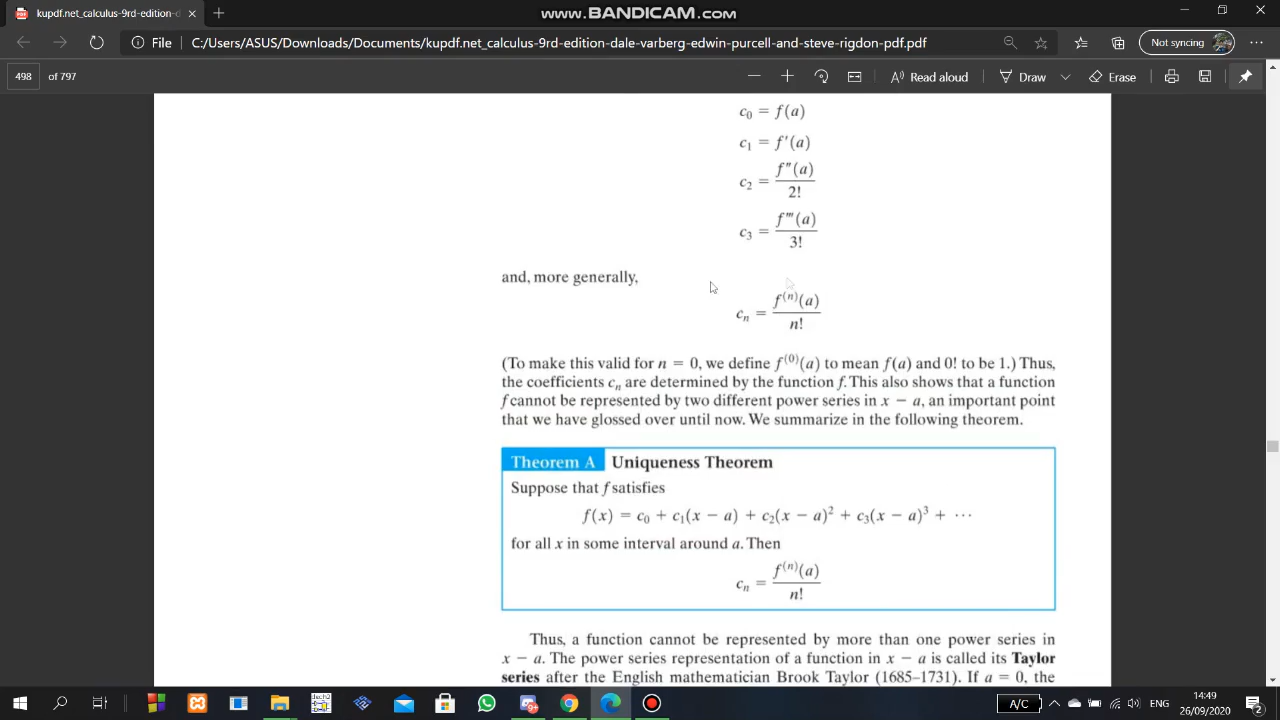 kupdf.net_calculus-9rd-edition-d
www.BANDICAM.com
File
C:/Users/ASUS/Downloads/Documents/kupdf.net_calculus-9rd-edition-dale-varberg-edwin-purcell-and-steve-rigdon-pdf.pdf
Not syncing
498 of 797
Read aloud
Draw
Erase
c₀ = f(a)
c₁ = f'(a)
c₂ = f″(a)/2!
c₃ = f‴(a)/3!
and, more generally,
cₙ = f⁽ⁿ⁾(a)/n!
(To make this valid for n = 0, we define f⁽⁰⁾(a) to mean f(a) and 0! to be 1.) Thus,
the coefficients cₙ are determined by the function f. This also shows that a function
f cannot be represented by two different power series in x − a, an important point
that we have glossed over until now. We summarize in the following theorem.
Theorem A Uniqueness Theorem
Suppose that f satisfies
f(x) = c₀ + c₁(x − a) + c₂(x − a)² + c₃(x − a)³ + ⋯
for all x in some interval around a. Then
cₙ = f⁽ⁿ⁾(a)/n!
Thus, a function cannot be represented by more than one power series in
x − a. The power series representation of a function in x − a is called its Taylor
series after the English mathematician Brook Taylor (1685–1731). If a = 0, the
A/C
ENG
14:49
26/09/2020
2